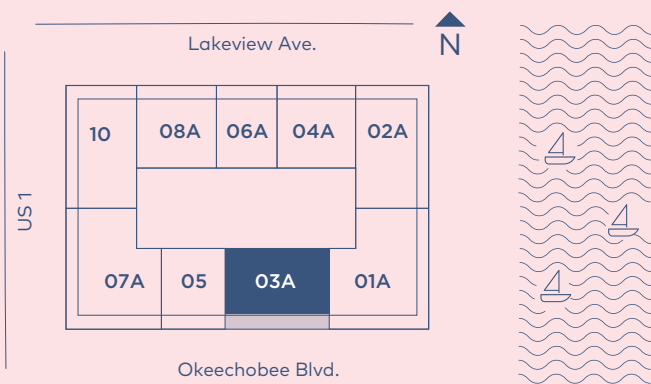 Lakeview Ave.
N
US 1
10
08A
06A
04A
02A
07A
05
03A
01A
Okeechobee Blvd.